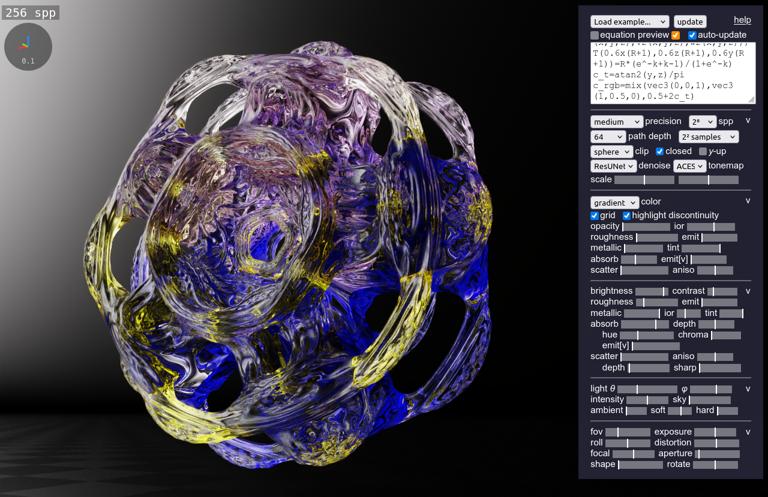 256 spp
0.1
Load example...
update
help
equation preview
auto-update
T(0.6x(R+1),0.6z(R+1),0.6y(R
+1))=R*(e^-k+k-1)/(1+e^-k)
c_t=atan2(y,z)/pi
c_rgb=mix(vec3(0,0,1),vec3
(1,0.5,0),0.5+2c_t)
medium precision 2⁸ spp v
64 path depth 2² samples
sphere clip closed y-up
ResUNet denoise ACES tonemap
scale
gradient color v
grid highlight discontinuity
opacity ior
roughness emit
metallic tint
absorb emit[v]
scatter aniso
brightness contrast v
roughness emit
metallic ior tint
absorb depth
hue chroma
emit[v]
scatter aniso
depth sharp
light θ φ v
intensity sky
ambient soft hard
fov exposure v
roll distortion
focal aperture
shape rotate